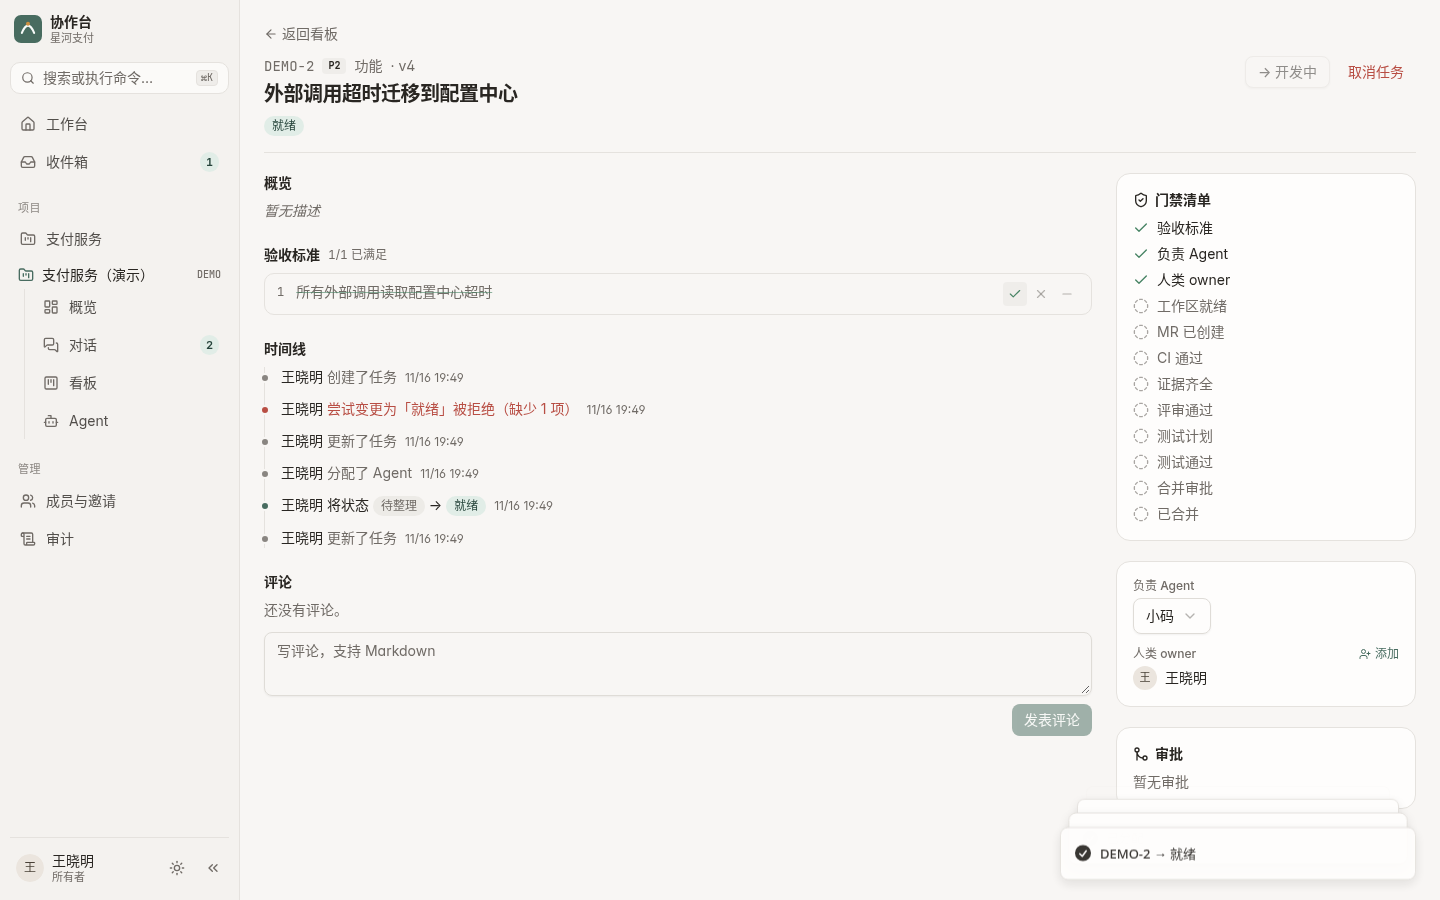 协作台
星河支付
搜索或执行命令... ⌘K
工作台
收件箱 1
项目
支付服务
支付服务（演示） DEMO
概览
对话 2
看板
Agent
管理
成员与邀请
审计
王 王晓明
所有者
返回看板
DEMO-2 P2 功能 · v4
外部调用超时迁移到配置中心
就绪
→ 开发中 取消任务
概览
暂无描述
验收标准 1/1 已满足
1 所有外部调用读取配置中心超时
时间线
王晓明 创建了任务 11/16 19:49
王晓明 尝试变更为「就绪」被拒绝（缺少 1 项） 11/16 19:49
王晓明 更新了任务 11/16 19:49
王晓明 分配了 Agent 11/16 19:49
王晓明 将状态 待整理 → 就绪 11/16 19:49
王晓明 更新了任务 11/16 19:49
评论
还没有评论。
写评论，支持 Markdown
发表评论
门禁清单
验收标准
负责 Agent
人类 owner
工作区就绪
MR 已创建
CI 通过
证据齐全
评审通过
测试计划
测试通过
合并审批
已合并
负责 Agent
小码
人类 owner 添加
王 王晓明
审批
暂无审批
DEMO-2 → 就绪